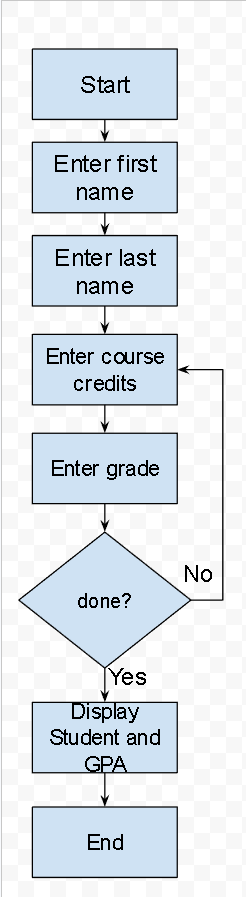 Start
Enter first
name
Enter last
name
Enter course
credits
Enter grade
done?
No
Yes
Display
Student and
GPA
End